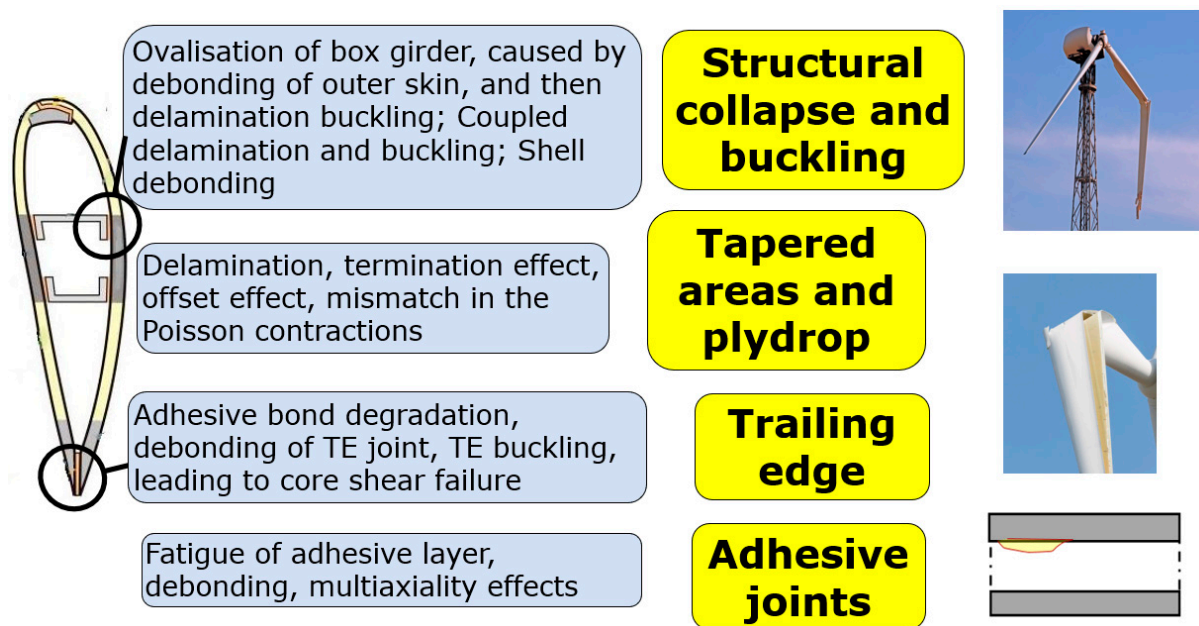 Ovalisation of box girder, caused by
debonding of outer skin, and then
delamination buckling; Coupled
delamination and buckling; Shell
debonding
Structural
collapse and
buckling
Delamination, termination effect,
offset effect, mismatch in the
Poisson contractions
Tapered
areas and
plydrop
Adhesive bond degradation,
debonding of TE joint, TE buckling,
leading to core shear failure
Trailing
edge
Fatigue of adhesive layer,
debonding, multiaxiality effects
Adhesive
joints